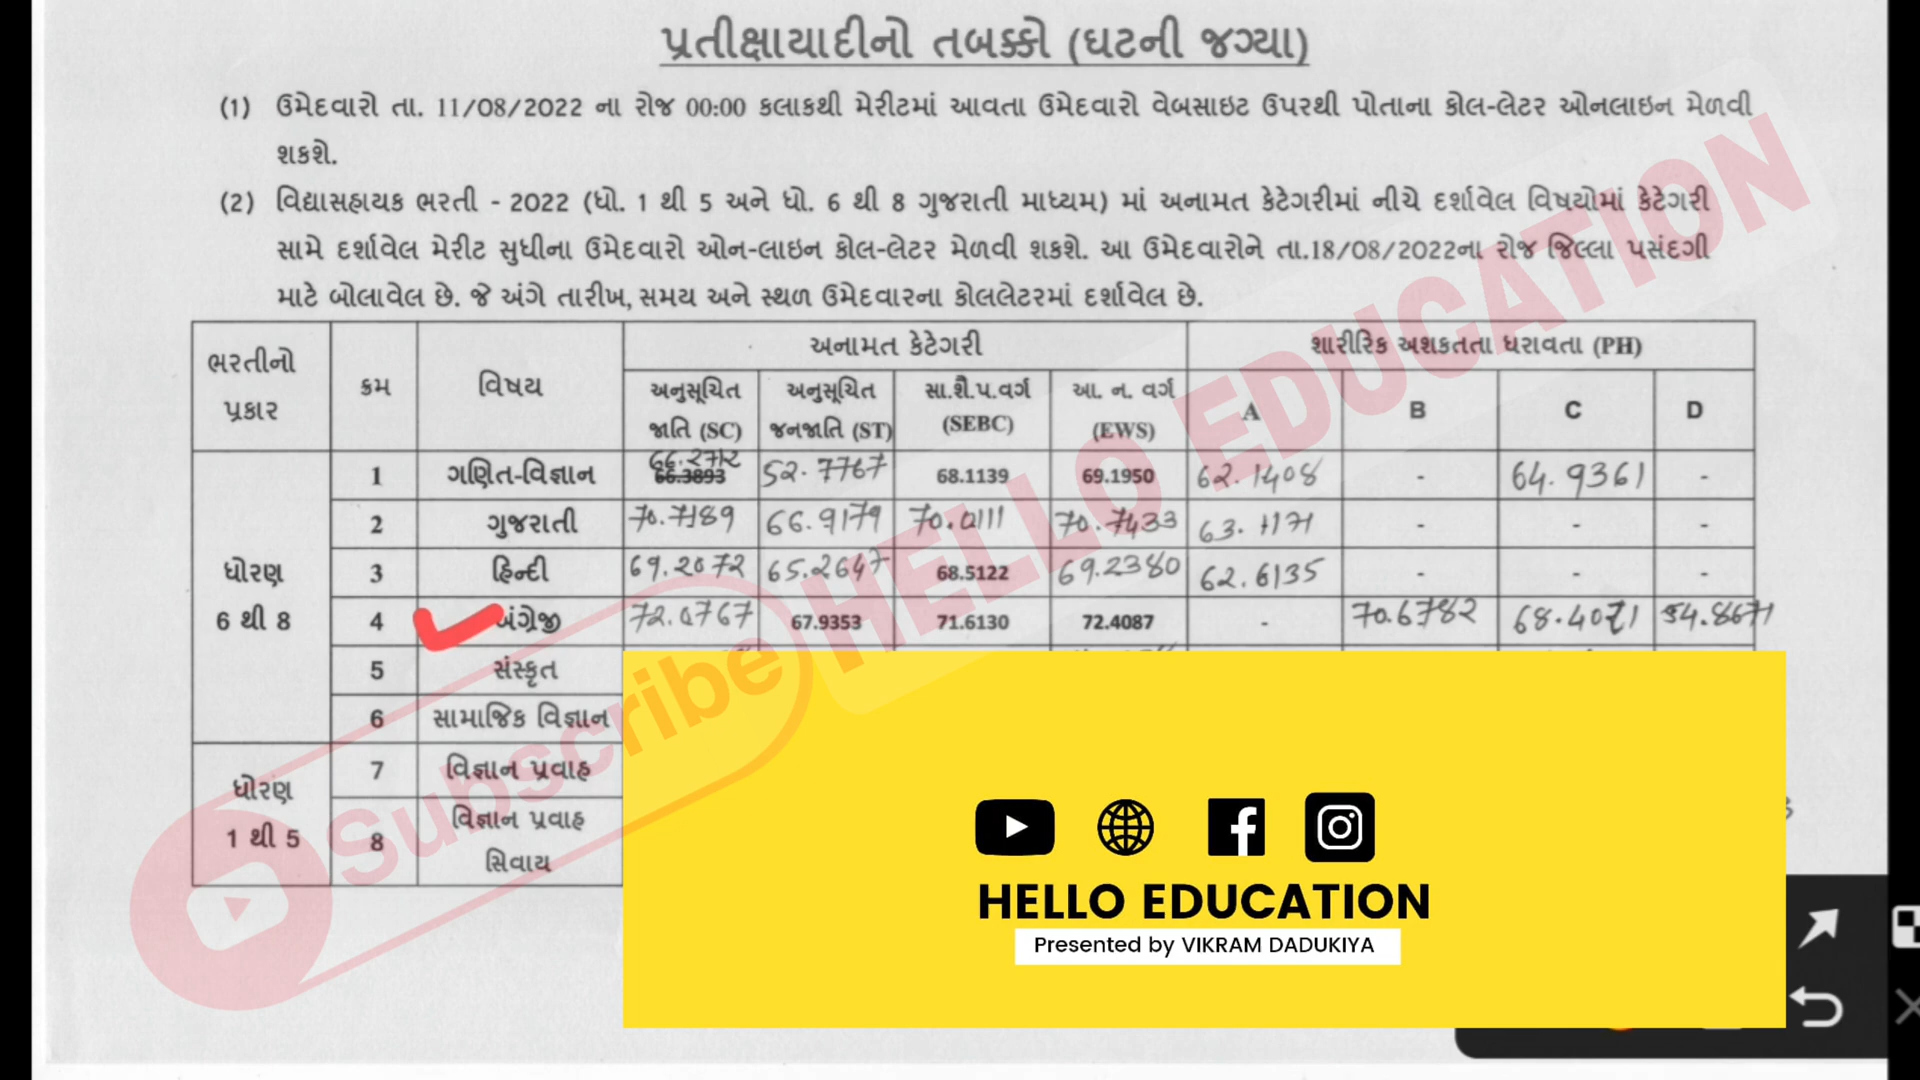 પ્રતીક્ષાયાદીનો તબક્કો (ઘટની જગ્યા)
(1) ઉમેદવારો તા. 11/08/2022 ના રોજ 00:00 કલાકથી મેરીટમાં આવતા ઉમેદવારો વેબસાઇટ ઉપરથી પોતાના કોલ-લેટર ઓનલાઇન મેળવી
શકશે.
(2) વિદ્યાસહાયક ભરતી - 2022 (ધો. 1 થી 5 અને ધો. 6 થી 8 ગુજરાતી માધ્યમ) માં અનામત કેટેગરીમાં નીચે દર્શાવેલ વિષયોમાં કેટેગરી
સામે દર્શાવેલ મેરીટ સુધીના ઉમેદવારો ઓન-લાઇન કોલ-લેટર મેળવી શકશે. આ ઉમેદવારોને તા.18/08/2022ના રોજ જિલ્લા પસંદગી
માટે બોલાવેલ છે. જે અંગે તારીખ, સમય અને સ્થળ ઉમેદવારના કોલલેટરમાં દર્શાવેલ છે.
ભરતીનો પ્રકાર ક્રમ વિષય અનામત કેટેગરી શારીરિક અશકતતા ધરાવતા (PH)
અનુસૂચિત જાતિ (SC) અનુસૂચિત જનજાતિ (ST) સા.શૈ.પ.વર્ગ (SEBC) આ. ન. વર્ગ (EWS) A B C D
ધોરણ 6 થી 8
1 ગણિત-વિજ્ઞાન 66.2712 66.3893 52.7767 68.1139 69.1950 62.1408 - 64.9361 -
2 ગુજરાતી 70.7189 66.9179 70.0111 70.7433 63.1171 - - -
3 હિન્દી 69.2072 65.2647 68.5122 69.2380 62.6135 - - -
4 અંગ્રેજી 72.0767 67.9353 71.6130 72.4087 - 70.6782 68.4071 54.8671
5 સંસ્કૃત
6 સામાજિક વિજ્ઞાન
ધોરણ 1 થી 5
7 વિજ્ઞાન પ્રવાહ
8 વિજ્ઞાન પ્રવાહ સિવાય
Subscribe HELLO EDUCATION
HELLO EDUCATION
Presented by VIKRAM DADUKIYA